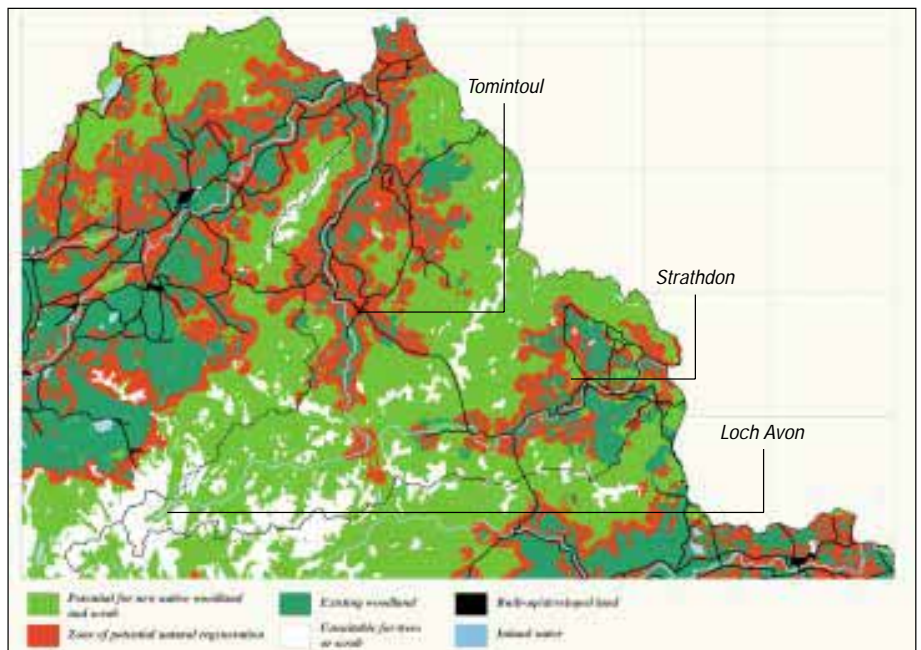 Tomintoul
Strathdon
Loch Avon
Potential for new native woodland
and scrub
Existing woodland
Built-up/developed land
Zone of potential natural regeneration
Unsuitable for trees
or scrub
Inland water